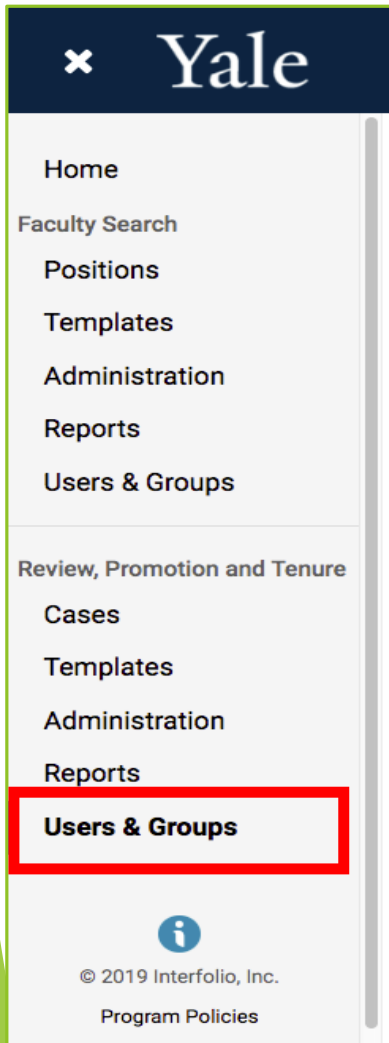 Yale
Home
Faculty Search
Positions
Templates
Administration
Reports
Users & Groups
Review, Promotion and Tenure
Cases
Templates
Administration
Reports
Users & Groups
© 2019 Interfolio, Inc.
Program Policies